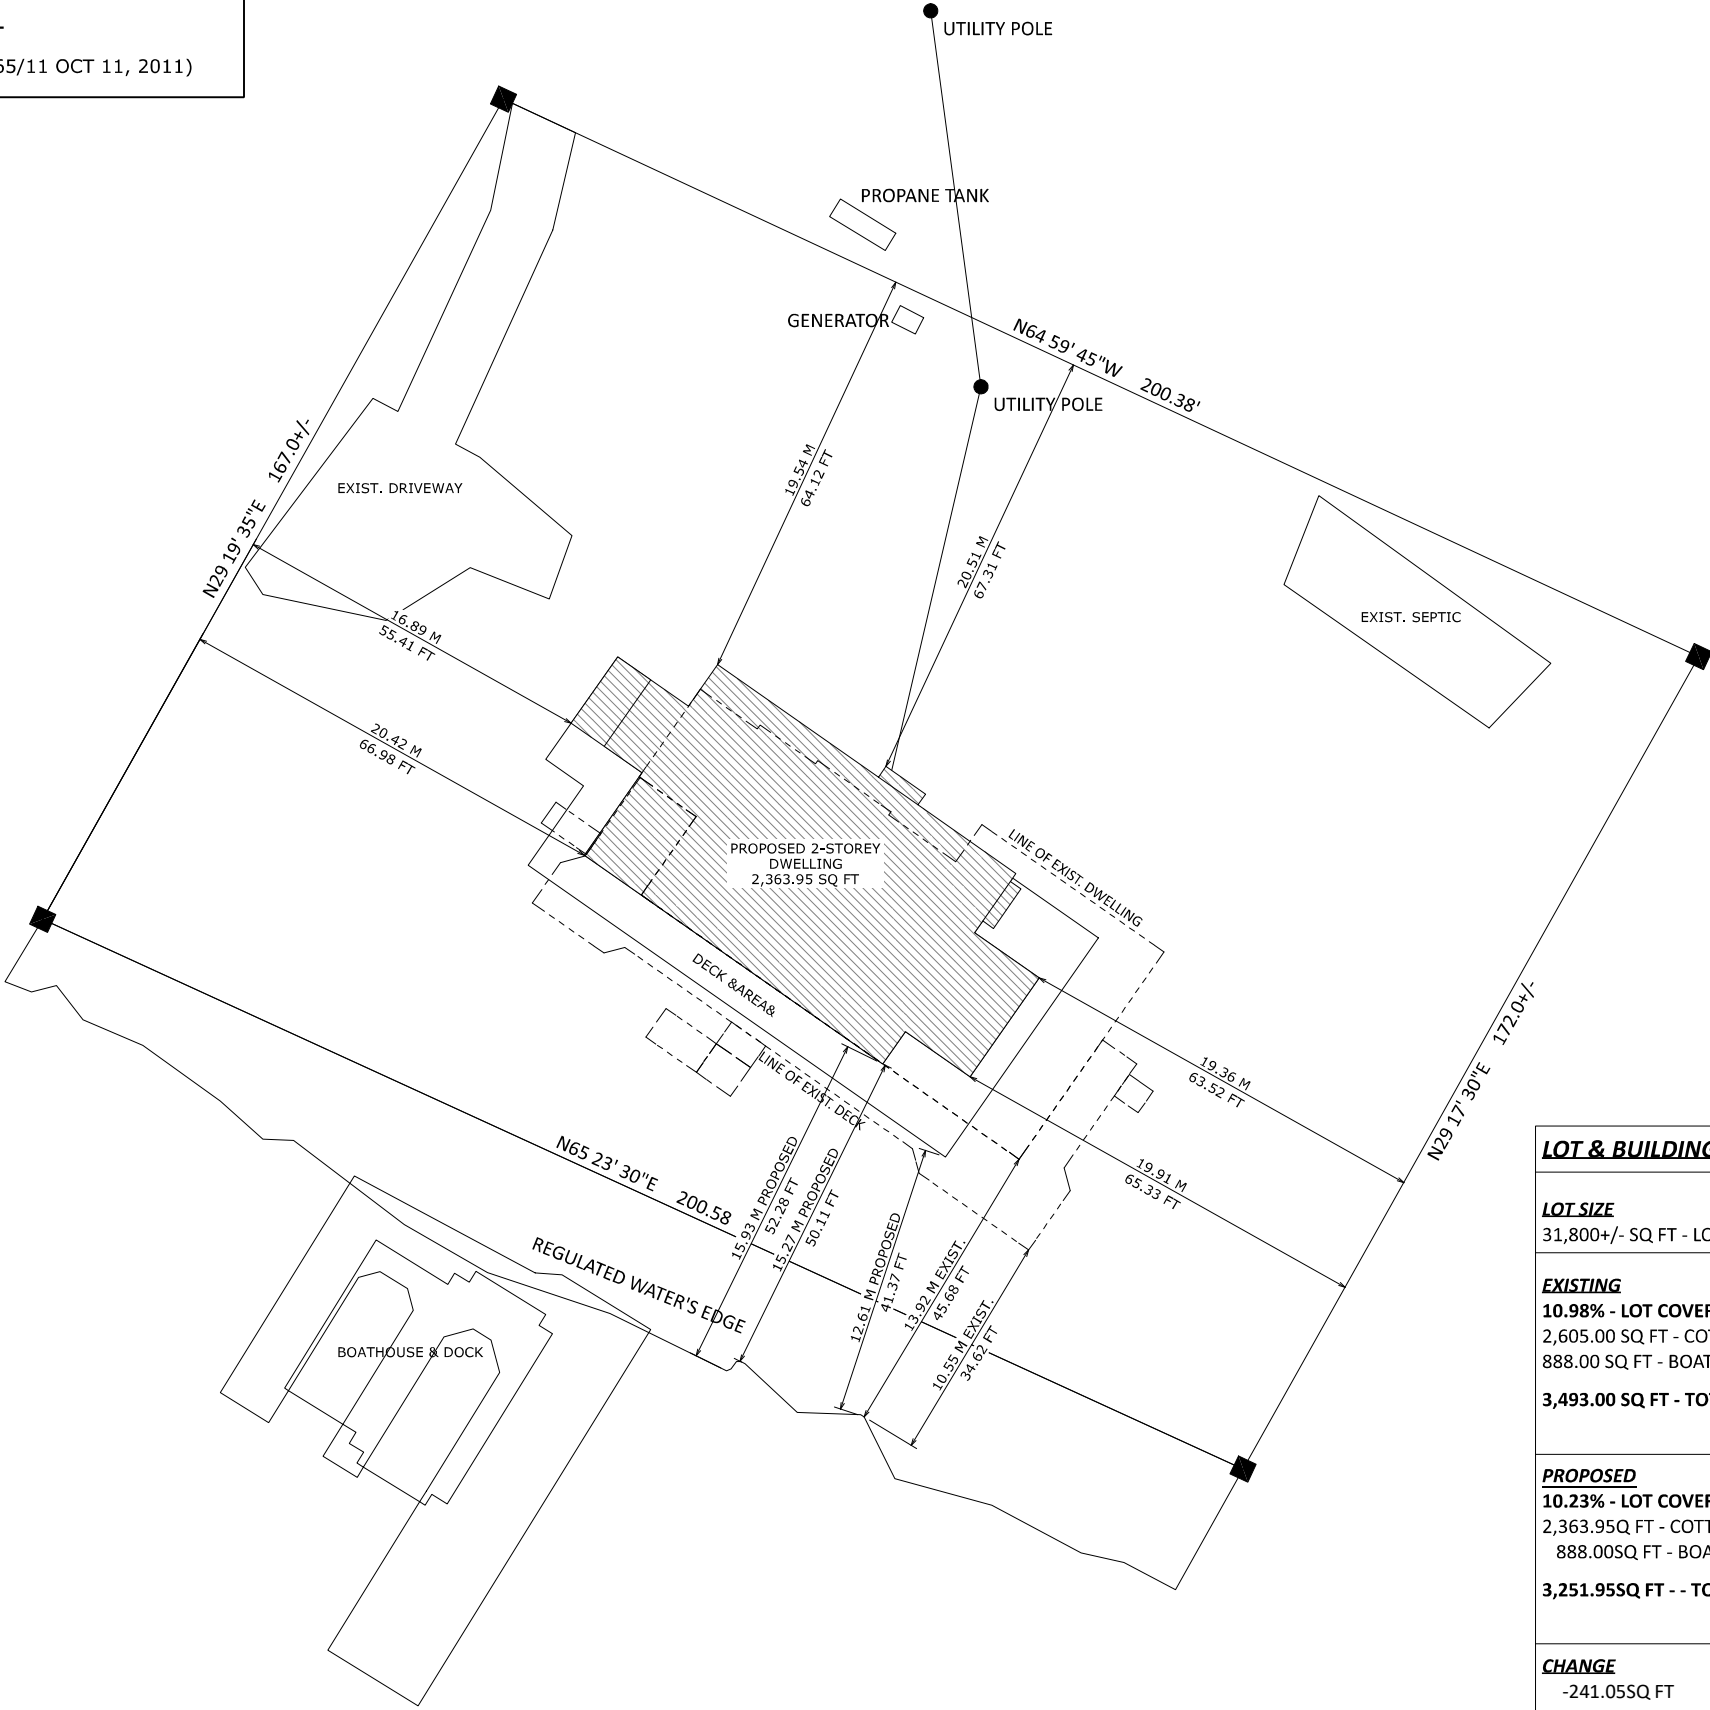 65/11 OCT 11, 2011)
UTILITY POLE
PROPANE TANK
GENERATOR
N64 59' 45"W 200.38'
UTILITY POLE
N29 19' 35"E 167.0+/-
EXIST. DRIVEWAY
19.54 M
64.12 FT
20.51 M
67.31 FT
EXIST. SEPTIC
16.89 M
55.41 FT
20.42 M
66.98 FT
PROPOSED 2-STOREY
DWELLING
2,363.95 SQ FT
LINE OF EXIST. DWELLING
DECK &AREA&
LINE OF EXIST. DECK
19.36 M
63.52 FT
N29 17' 30"E 172.0+/-
19.91 M
65.33 FT
N65 23' 30"E 200.58
15.93 M PROPOSED
52.28 FT
15.27 M PROPOSED
50.11 FT
12.61 M PROPOSED
41.37 FT
13.92 M EXIST.
45.68 FT
10.55 M EXIST.
34.62 FT
REGULATED WATER'S EDGE
BOATHOUSE & DOCK
LOT & BUILDING
LOT SIZE
31,800+/- SQ FT - LO
EXISTING
10.98% - LOT COVER
2,605.00 SQ FT - COT
888.00 SQ FT - BOAT
3,493.00 SQ FT - TO
PROPOSED
10.23% - LOT COVER
2,363.95Q FT - COTT
888.00SQ FT - BOA
3,251.95SQ FT - - TO
CHANGE
-241.05SQ FT